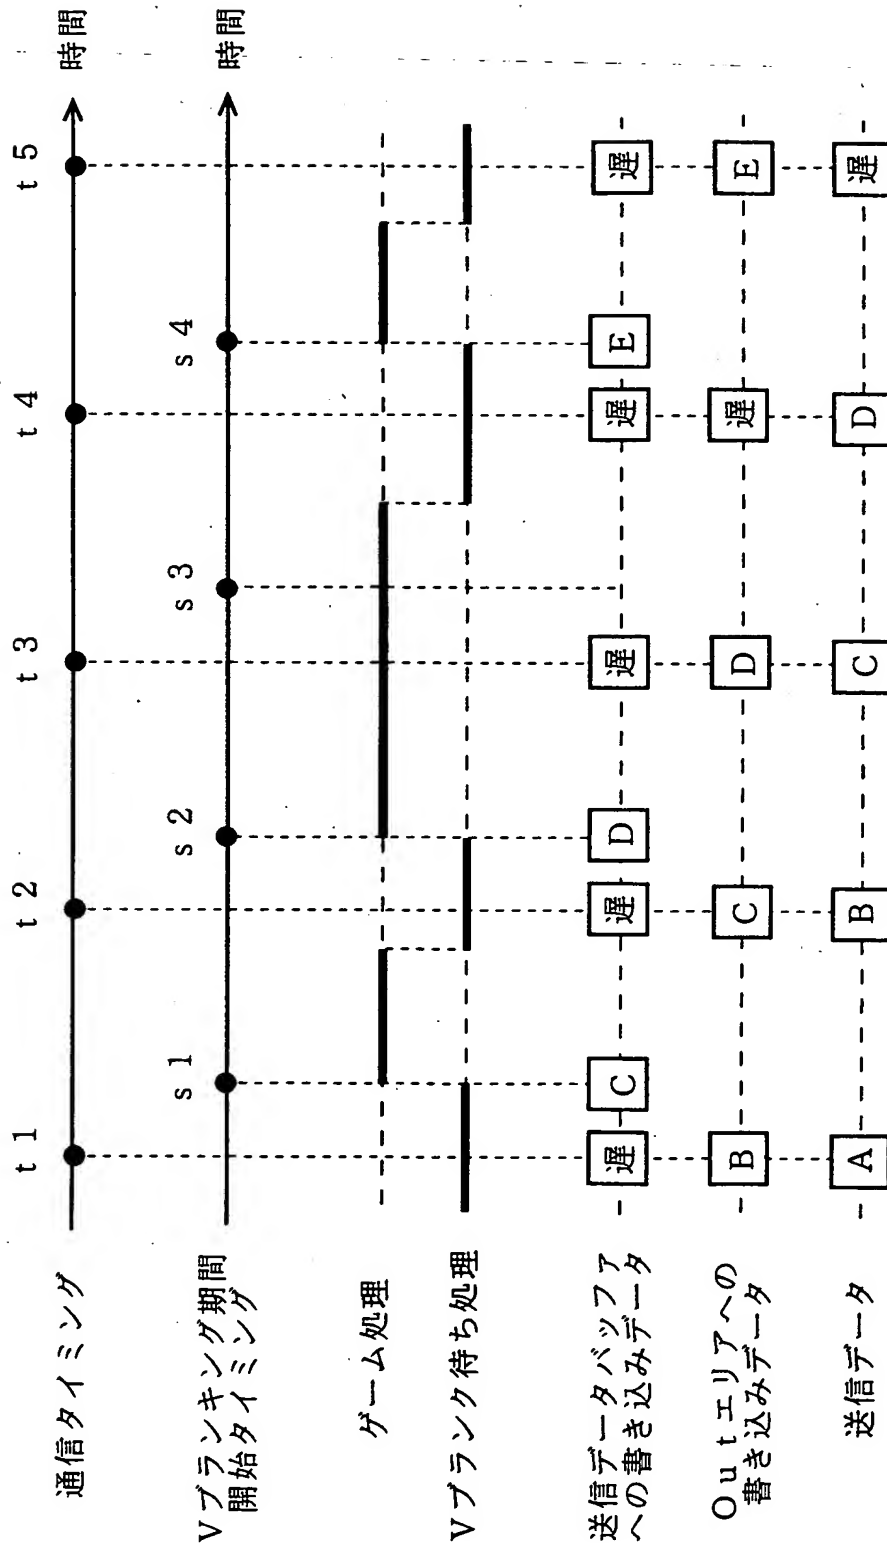 t1
t2
t3
t4
t5
通信タイミング
時間
s1
s2
s3
s4
Vブランキング期間
開始タイミング
時間
ゲーム処理
Vブランク待ち処理
送信データバッファ
への書き込みデータ
遅
C
遅
D
遅
遅
E
遅
Outエリアへの
書き込みデータ
B
C
D
遅
E
送信データ
A
B
C
D
遅